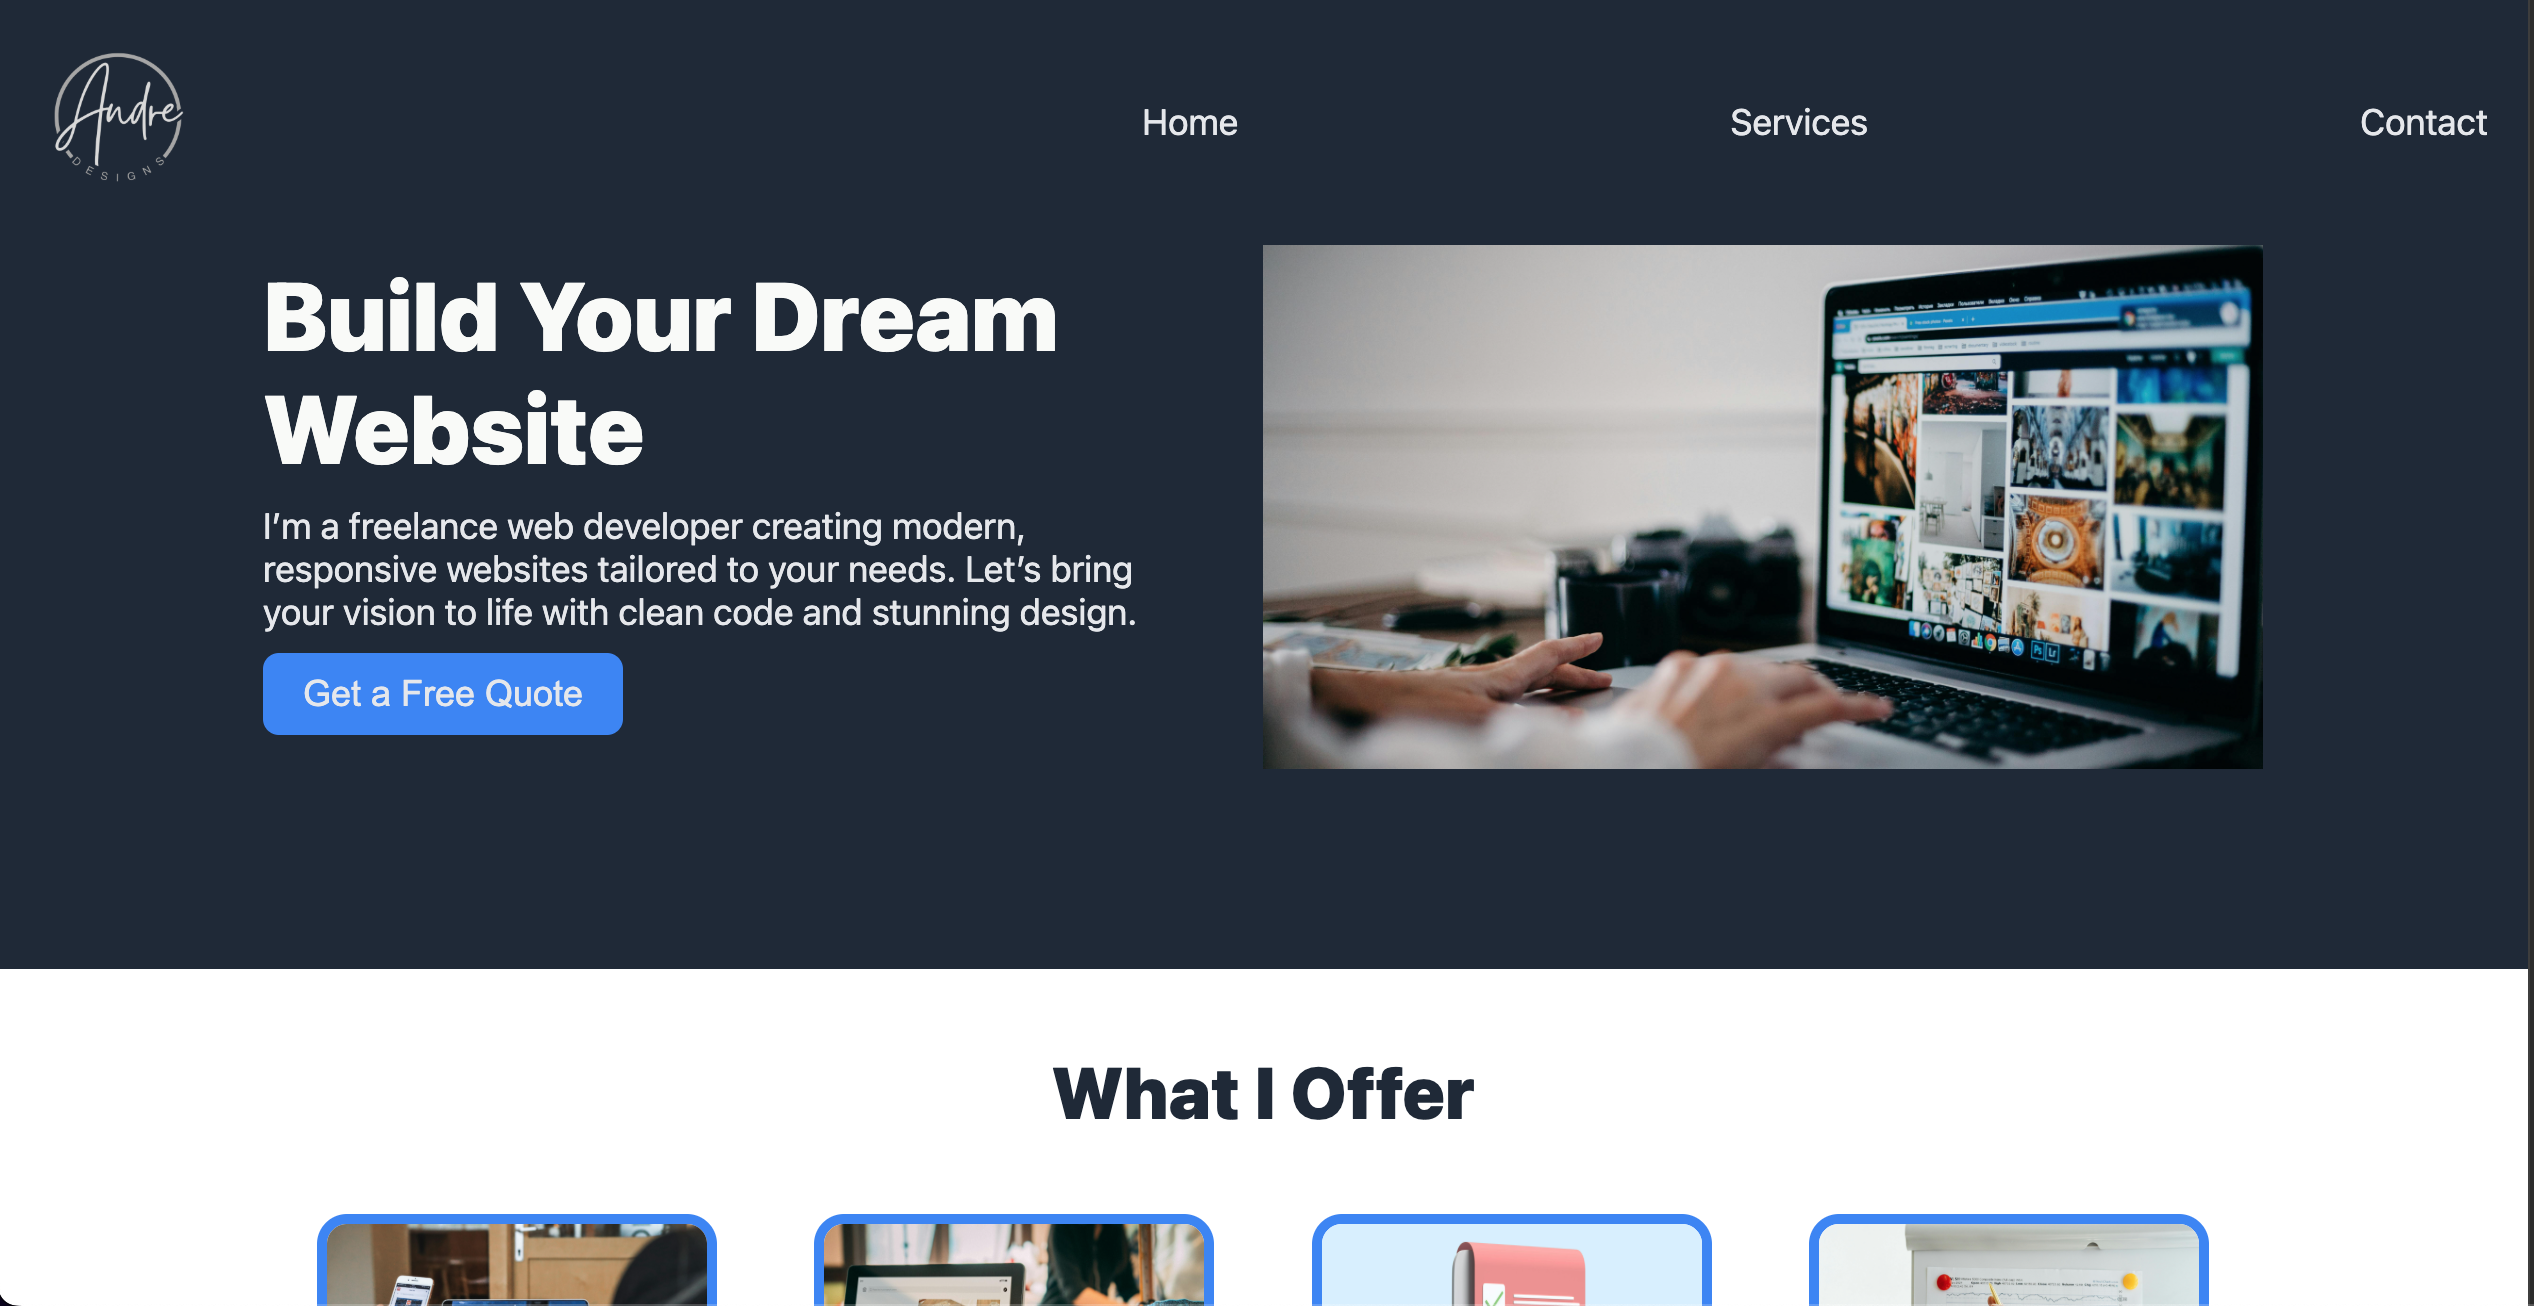 Andre
DESIGNS
Home
Services
Contact
Build Your Dream
Website
I’m a freelance web developer creating modern,
responsive websites tailored to your needs. Let’s bring
your vision to life with clean code and stunning design.
Get a Free Quote
What I Offer